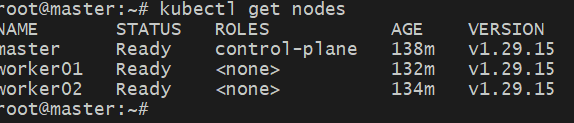 root@master:~# kubectl get nodes
NAME STATUS ROLES AGE VERSION
master Ready control-plane 138m v1.29.15
worker01 Ready <none> 132m v1.29.15
worker02 Ready <none> 134m v1.29.15
root@master:~#